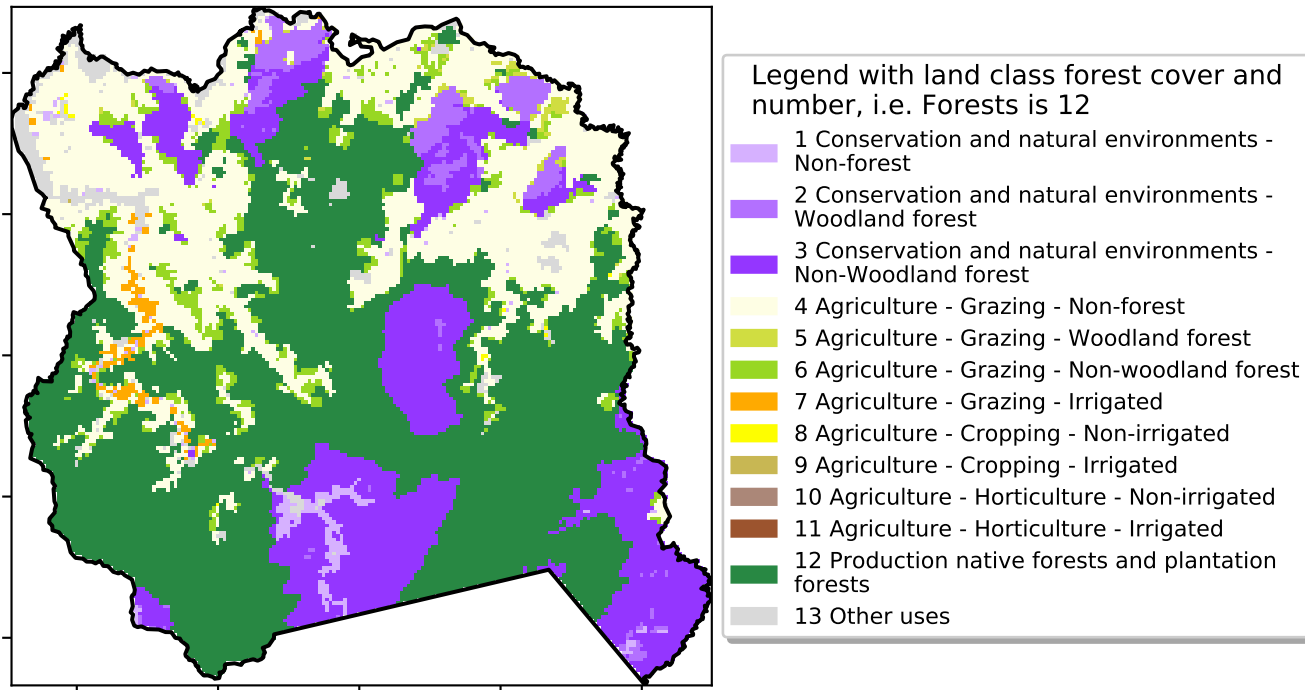 Legend with land class forest cover and
number, i.e. Forests is 12
1 Conservation and natural environments -
Non-forest
2 Conservation and natural environments -
Woodland forest
3 Conservation and natural environments -
Non-Woodland forest
4 Agriculture - Grazing - Non-forest
5 Agriculture - Grazing - Woodland forest
6 Agriculture - Grazing - Non-woodland forest
7 Agriculture - Grazing - Irrigated
8 Agriculture - Cropping - Non-irrigated
9 Agriculture - Cropping - Irrigated
10 Agriculture - Horticulture - Non-irrigated
11 Agriculture - Horticulture - Irrigated
12 Production native forests and plantation
forests
13 Other uses